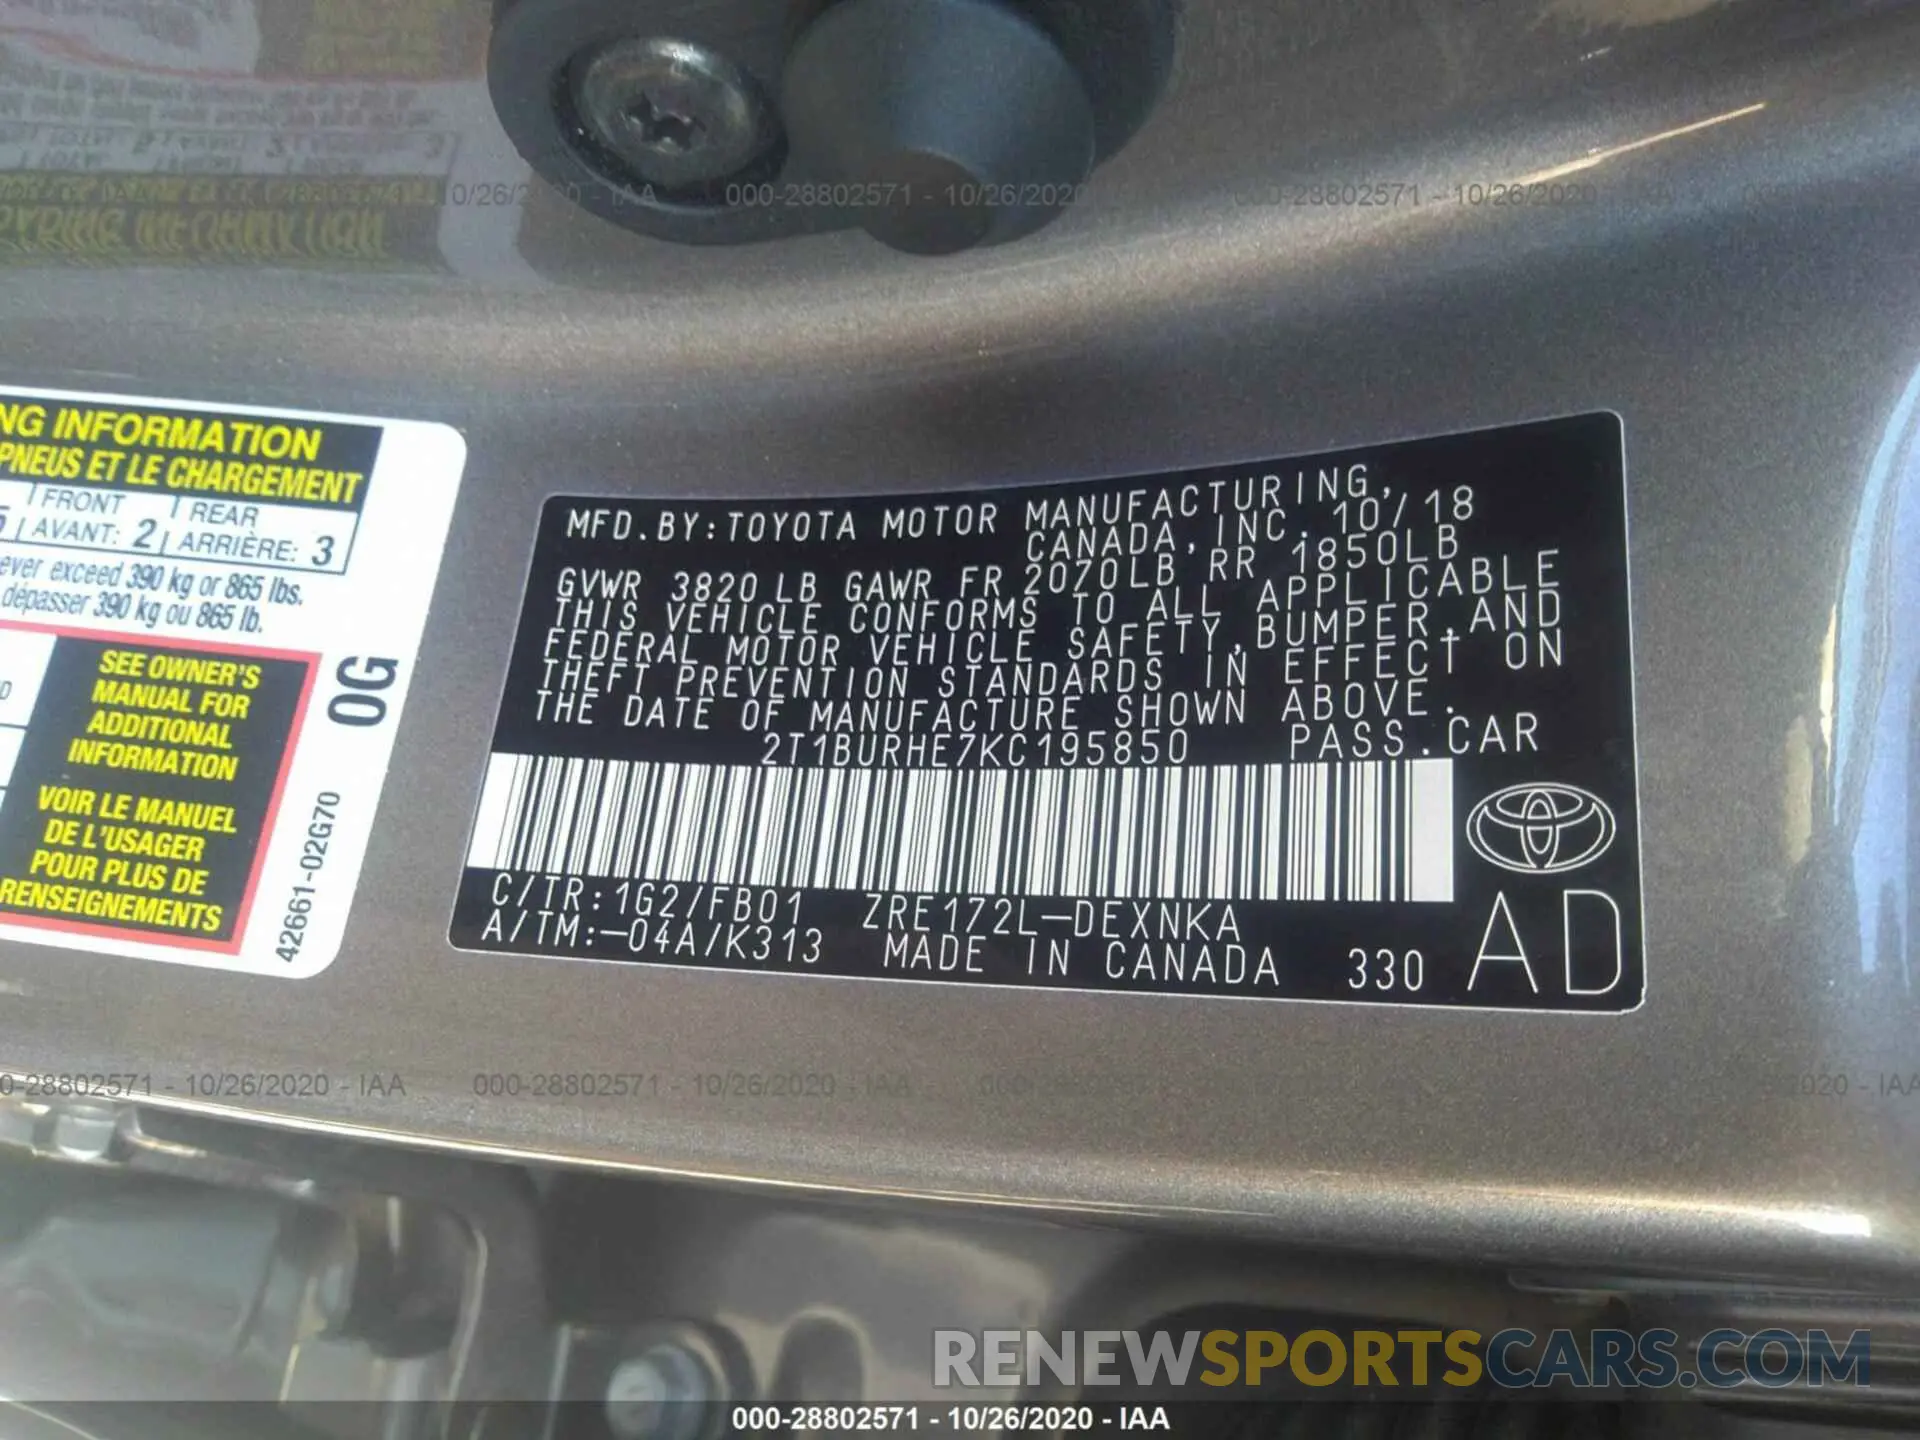 000-28802571 - 10/26/2020 - IAA
000-28802571 - 10/26/2020 - IAA
NG INFORMATION
PNEUS ET LE CHARGEMENT
FRONT REAR
5 AVANT: 2 ARRIÈRE: 3
ever exceed 390 kg or 865 lbs.
dépasser 390 kg ou 865 lb.
SEE OWNER'S
MANUAL FOR
ADDITIONAL
INFORMATION
VOIR LE MANUEL
DE L'USAGER
POUR PLUS DE
RENSEIGNEMENTS
0G
42661-02G70
MFD.BY:TOYOTA MOTOR MANUFACTURING,
CANADA,INC. 10/18
GVWR 3820 LB GAWR FR 2070LB RR 1850LB
THIS VEHICLE CONFORMS TO ALL APPLICABLE
FEDERAL MOTOR VEHICLE SAFETY,BUMPER,AND
THEFT PREVENTION STANDARDS IN EFFECT ON
THE DATE OF MANUFACTURE SHOWN ABOVE.
2T1BURHE7KC195850 PASS.CAR
C/TR:1G2/FB01 ZRE172L-DEXNKA
A/TM:-04A/K313 MADE IN CANADA 330
AD
0-28802571 - 10/26/2020 - IAA 000-28802571 - 10/26/2020 - IAA
RENEWSPORTSCARS.COM
000-28802571 - 10/26/2020 - IAA